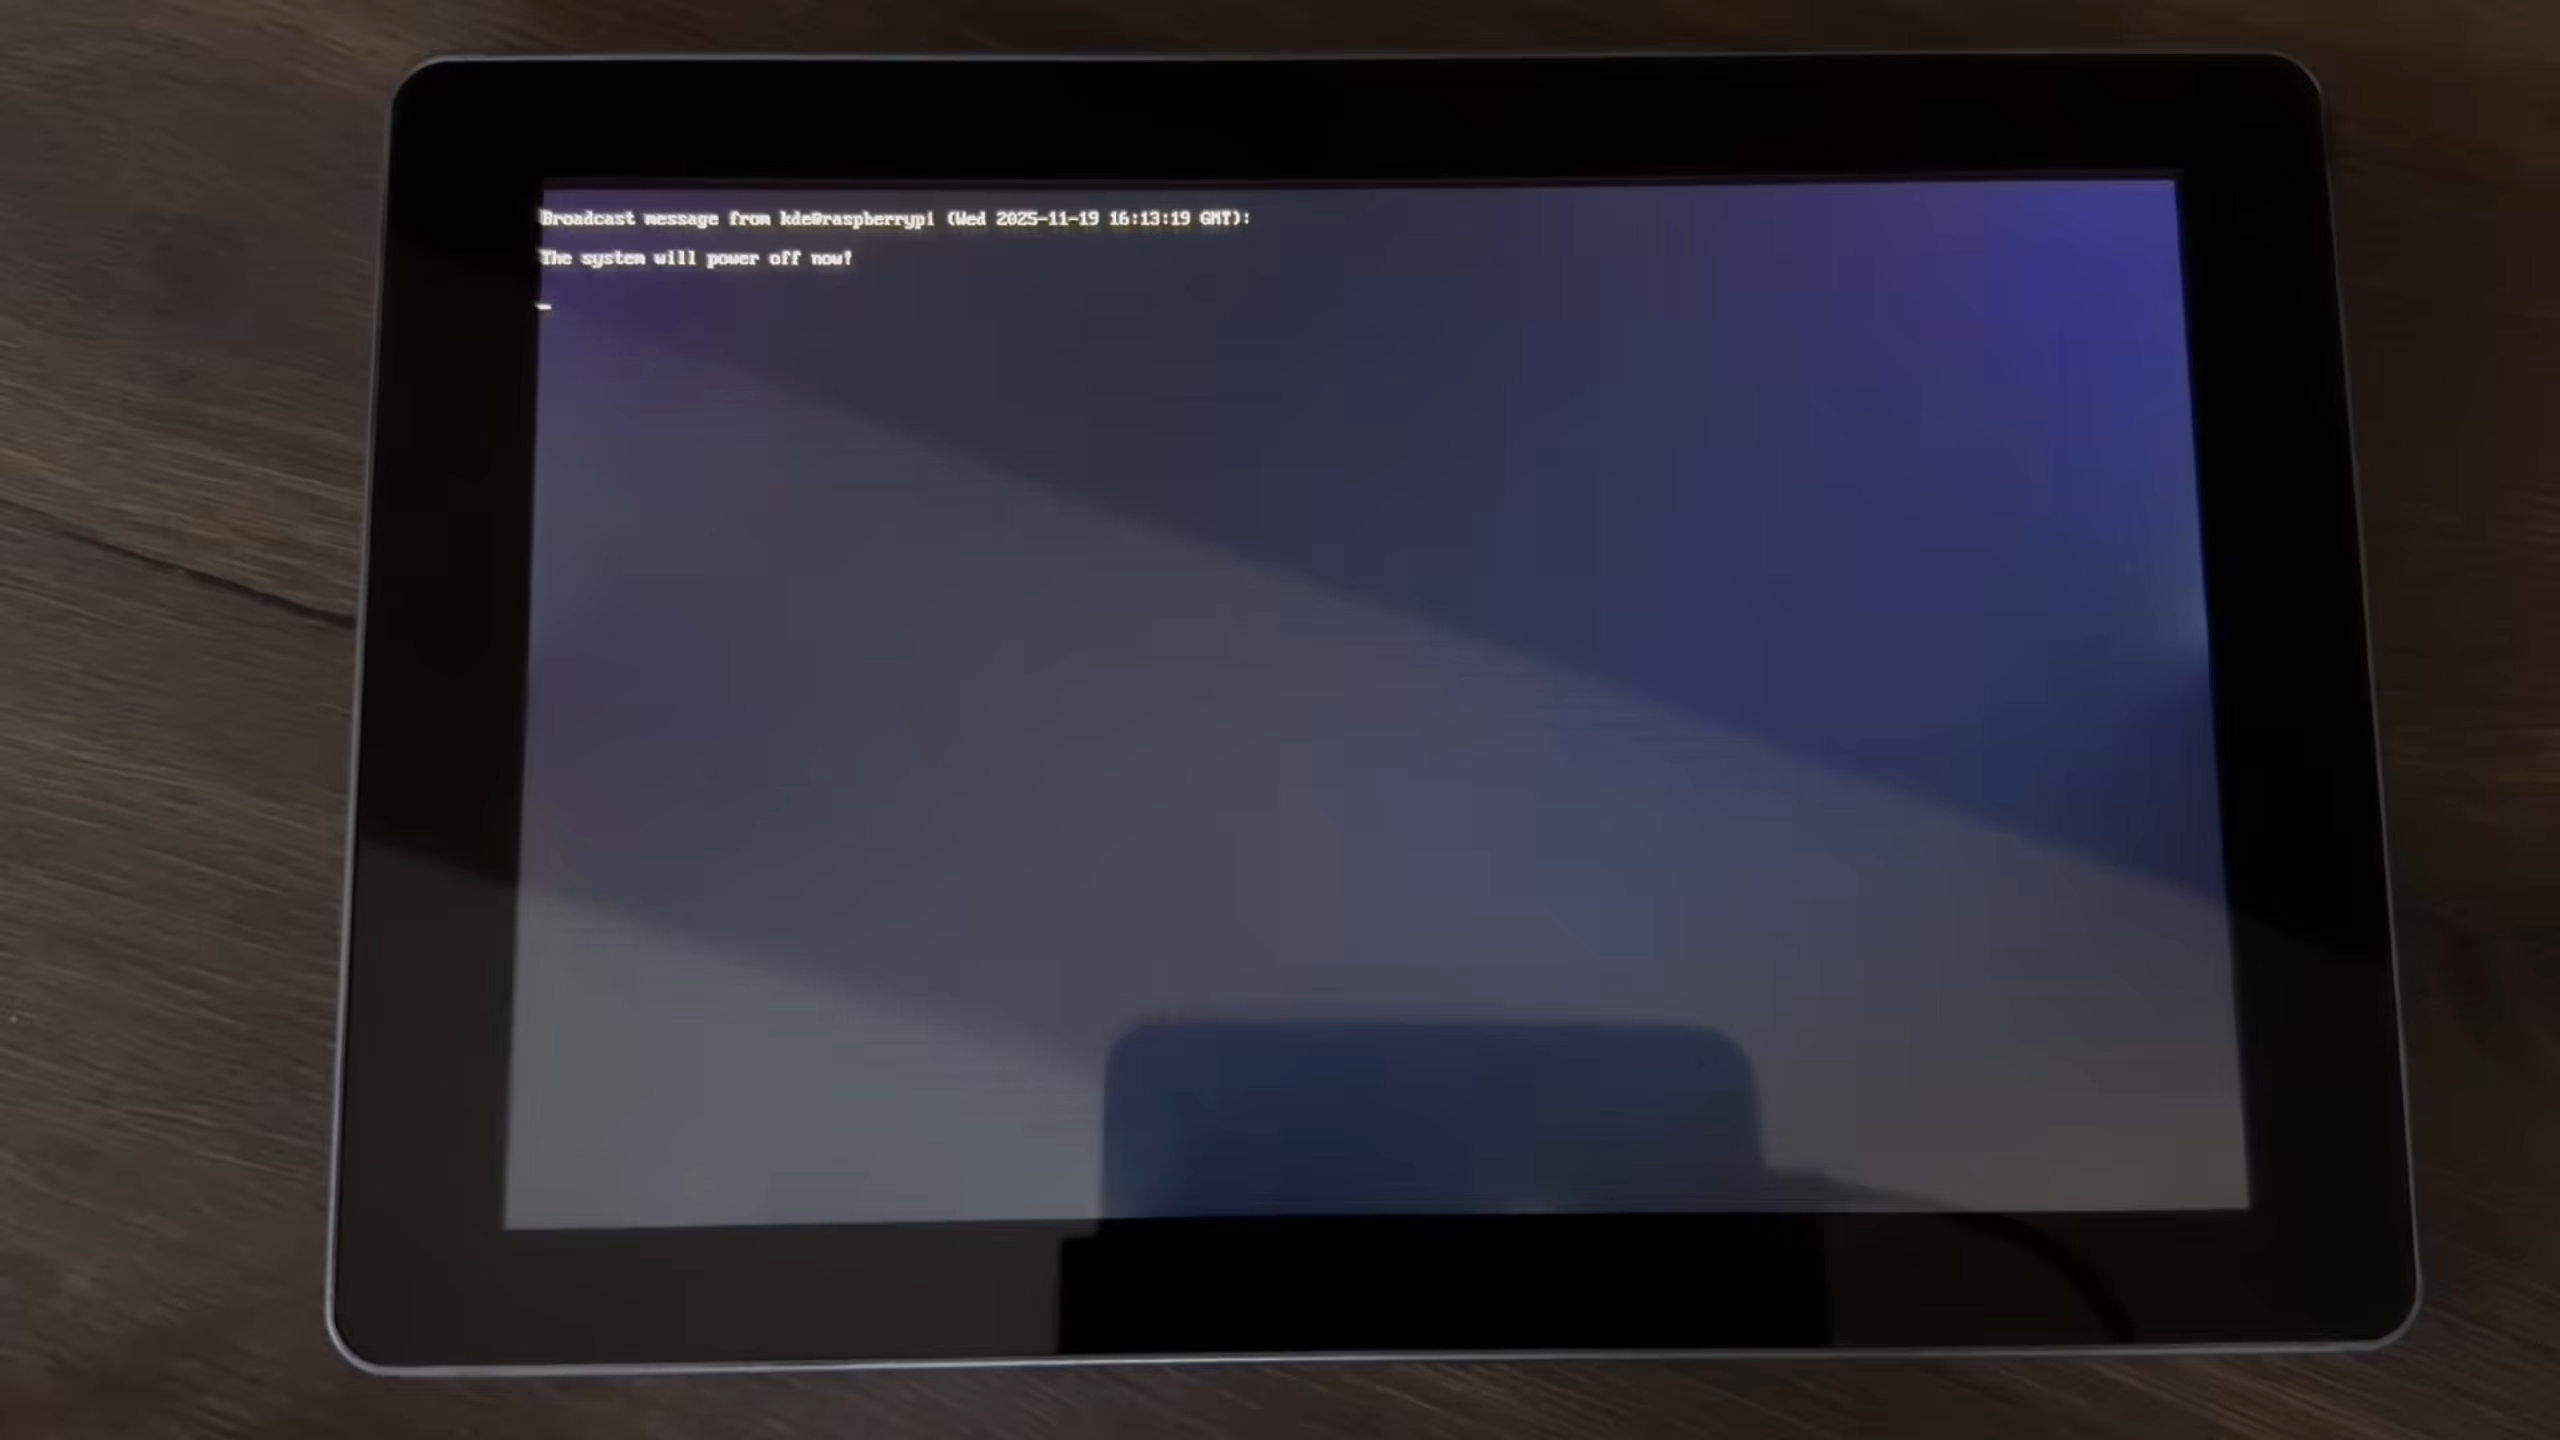 Broadcast message from kde@raspberrypi (Wed 2025-11-19 16:13:19 GMT):
The system will power off now!